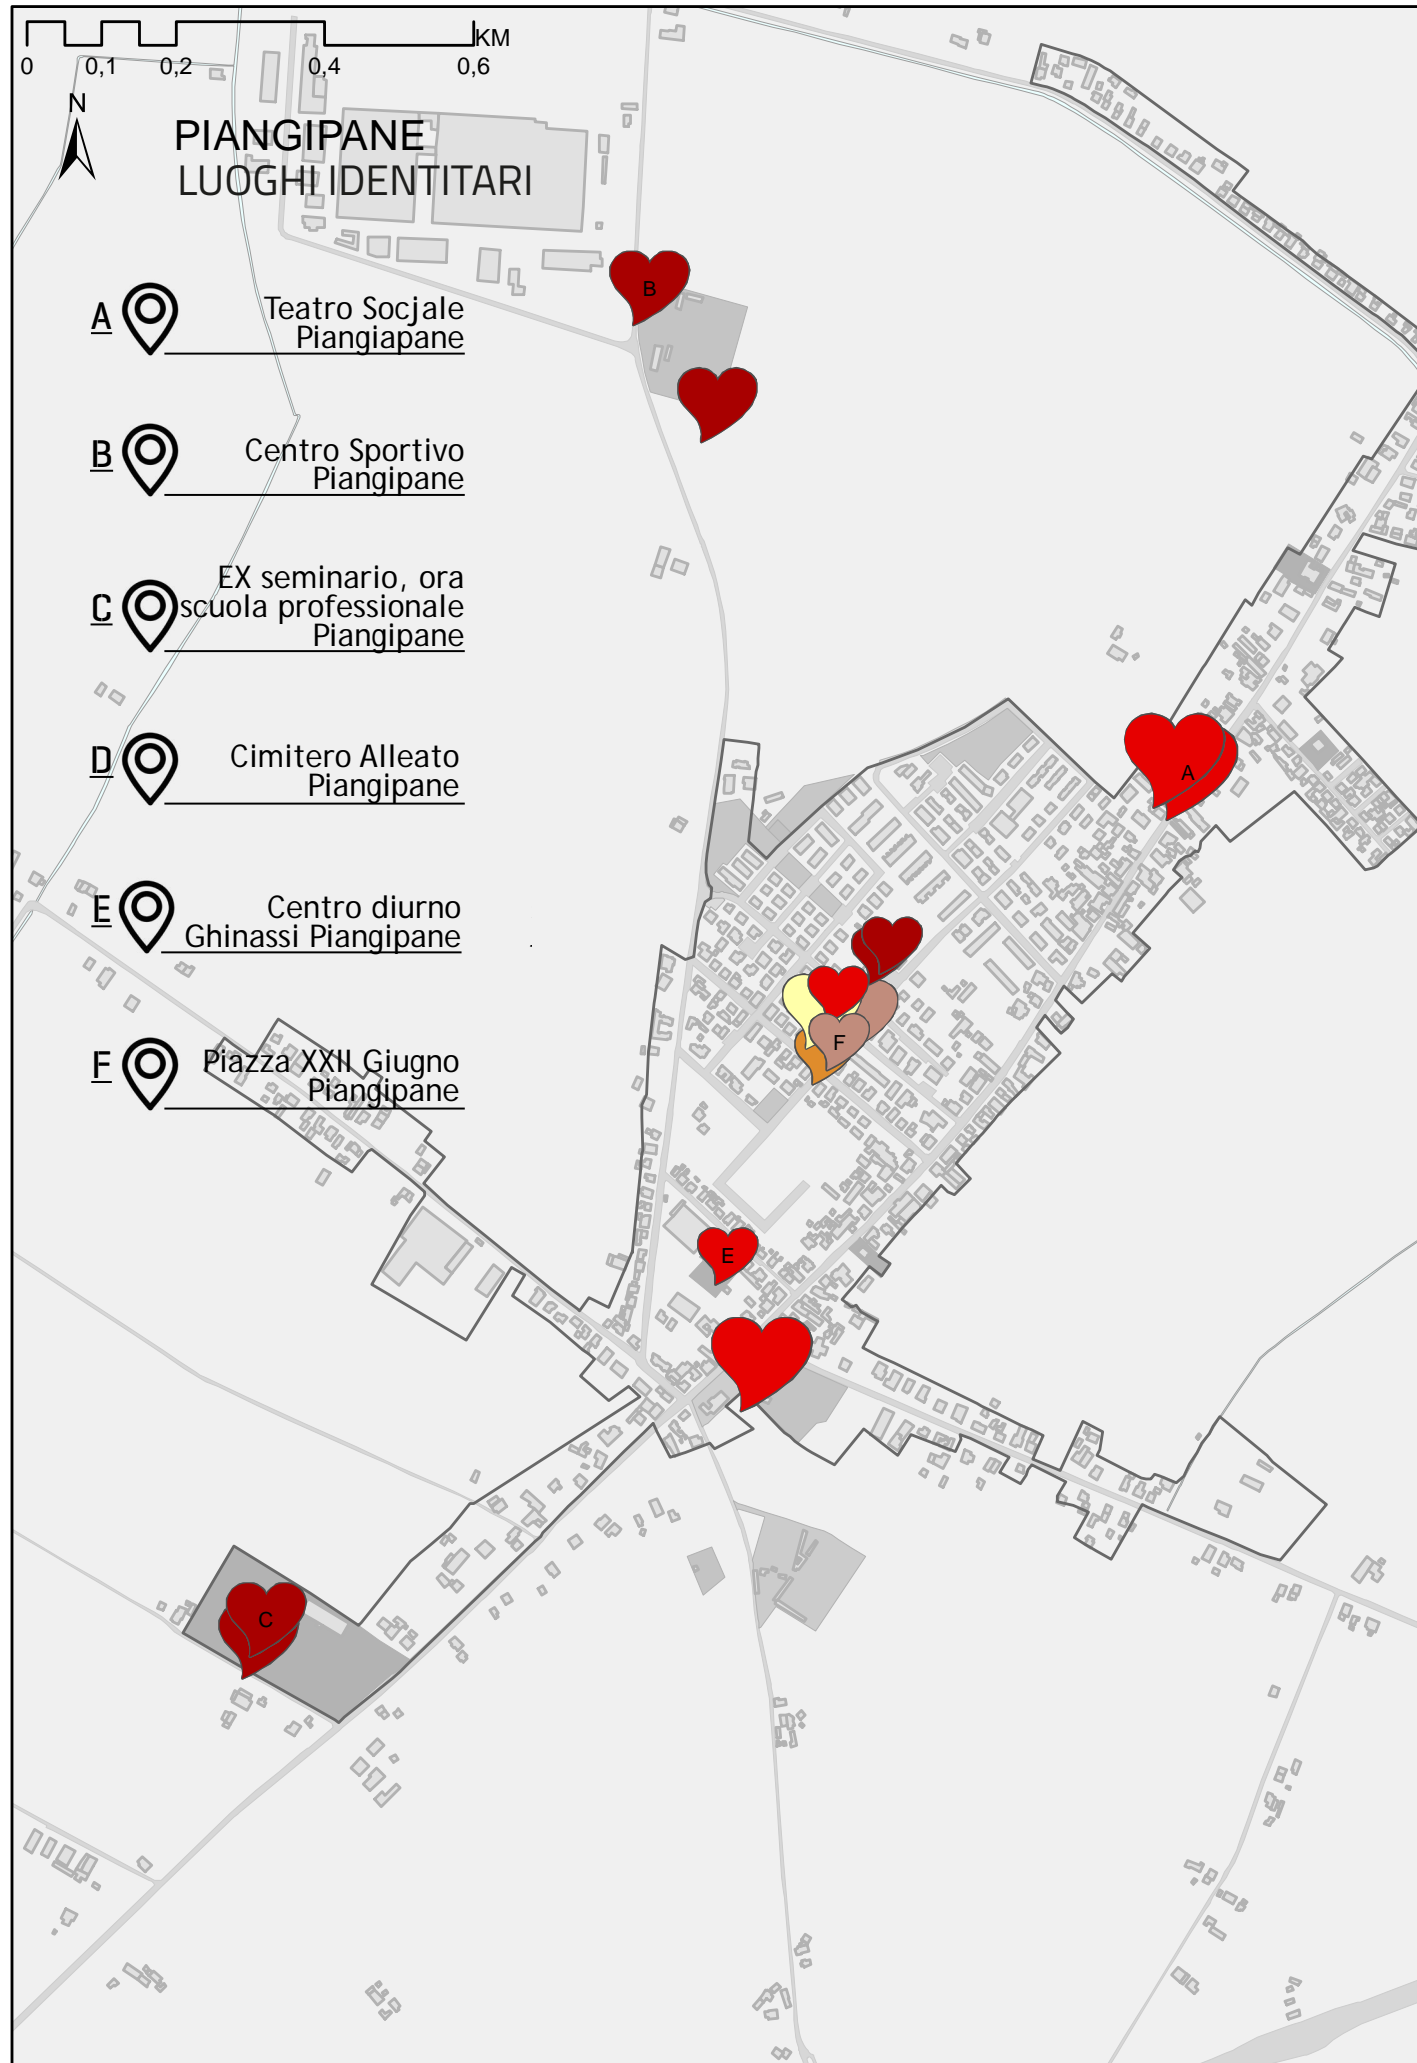 KM
0 0,1 0,2 0,4 0,6
N
PIANGIPANE
LUOGHI IDENTITARI
A Teatro Socjale
Piangiapane
B Centro Sportivo
Piangipane
C EX seminario, ora
scuola professionale
Piangipane
D Cimitero Alleato
Piangipane
E Centro diurno
Ghinassi Piangipane
F Piazza XXII Giugno
Piangipane
B
A
F
E
C